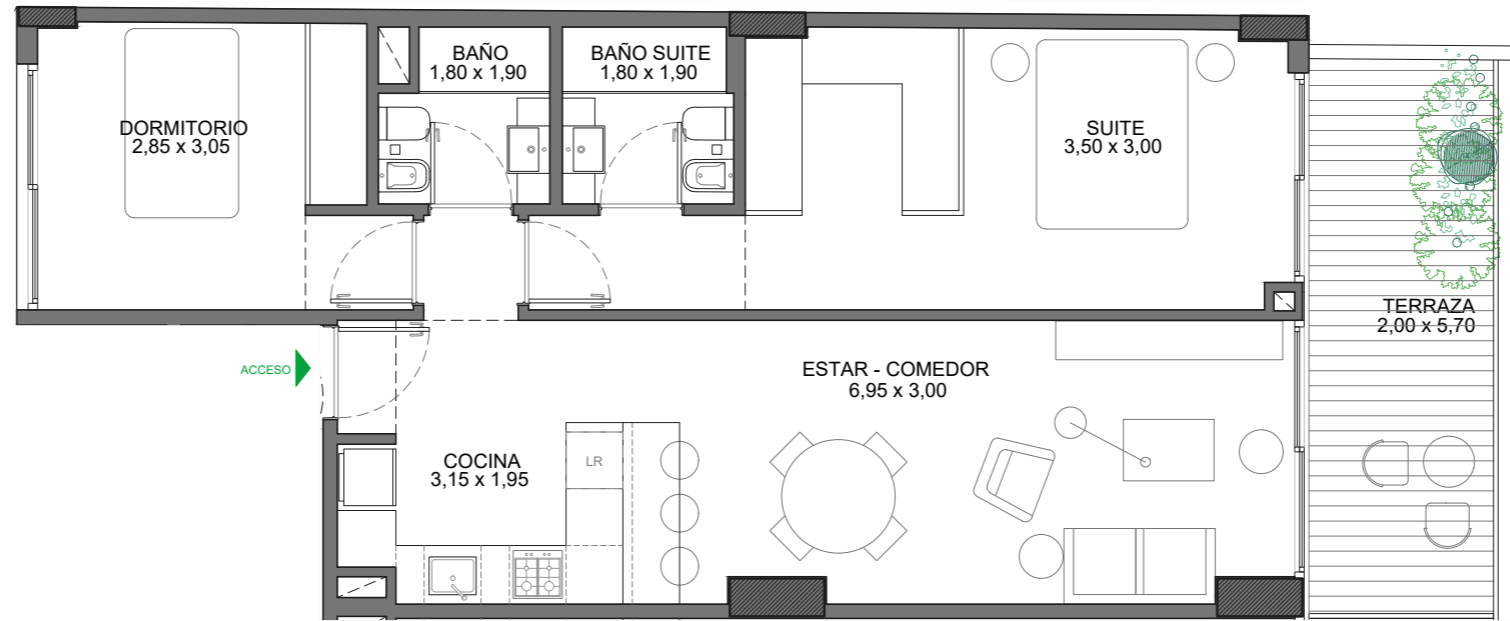 BAÑO
1,80 x 1,90
BAÑO SUITE
1,80 x 1,90
DORMITORIO
2,85 x 3,05
SUITE
3,50 x 3,00
TERRAZA
2,00 x 5,70
ACCESO
ESTAR - COMEDOR
6,95 x 3,00
COCINA
3,15 x 1,95
LR